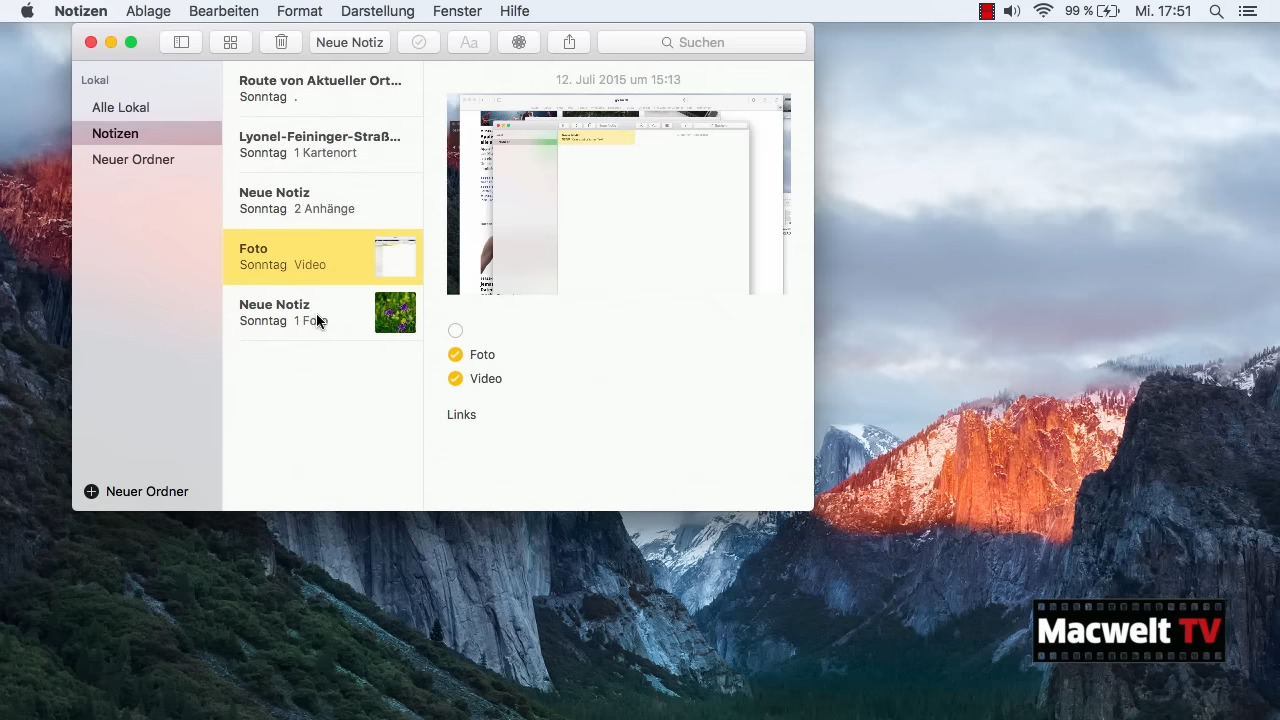 Notizen Ablage Bearbeiten Format Darstellung Fenster Hilfe 99 % Mi. 17:51
Neue Notiz Aa Suchen
Lokal
Alle Lokal
Notizen
Neuer Ordner
Neuer Ordner
Route von Aktueller Ort...
Sonntag .
Lyonel-Feininger-Straß...
Sonntag 1 Kartenort
Neue Notiz
Sonntag 2 Anhänge
Foto
Sonntag Video
Neue Notiz
Sonntag 1 Foto
12. Juli 2015 um 15:13
Foto
Video
Links
Macwelt TV